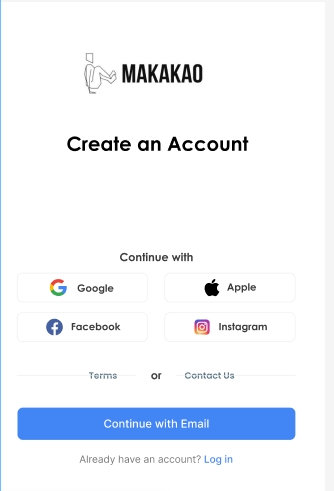 MAKAKAO
Create an Account
Continue with
Google
Apple
Facebook
Instagram
Terms or Contact Us
Continue with Email
Already have an account? Log in